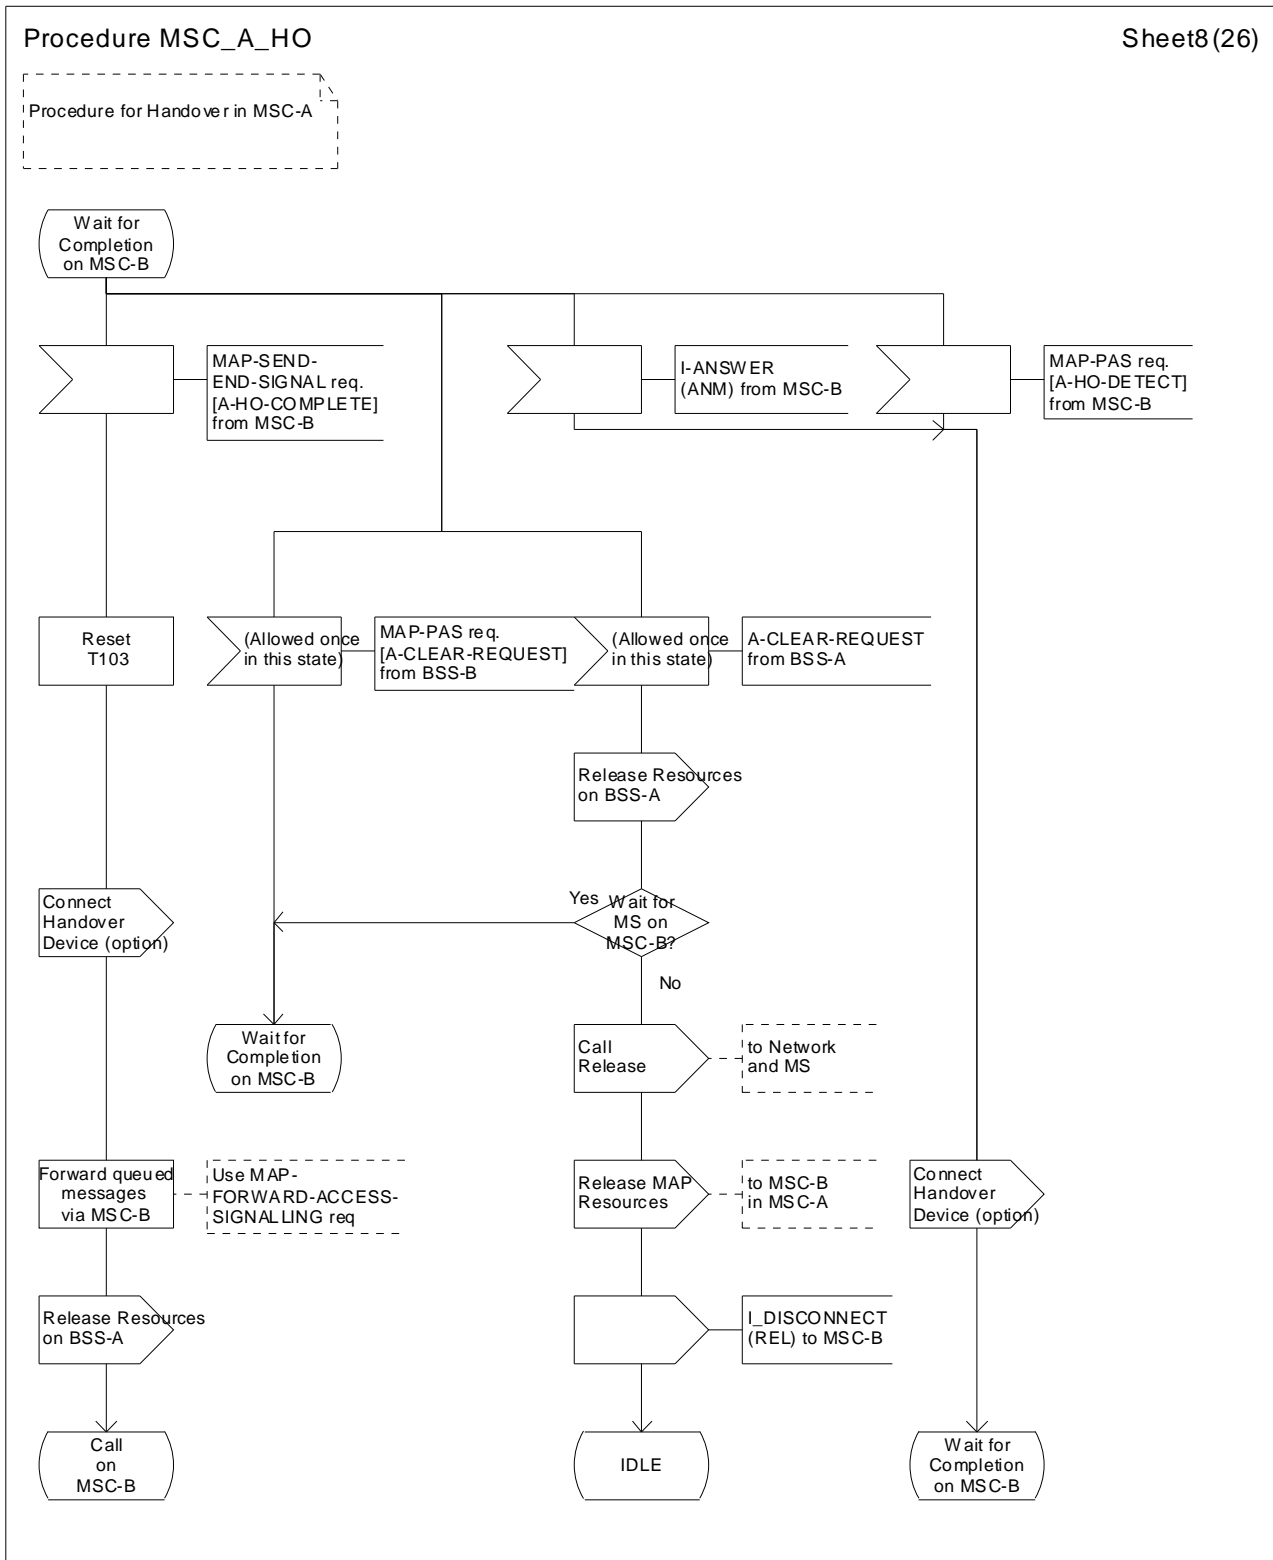 Procedure MSC_A_HO
Sheet8(26)
Procedure for Handover in MSC-A
Wait for
Completion
on MSC-B
MAP-SEND-
END-SIGNAL req.
[A-HO-COMPLETE]
from MSC-B
I-ANSWER
(ANM) from MSC-B
MAP-PAS req.
[A-HO-DETECT]
from MSC-B
Reset
T103
(Allowed once
in this state)
MAP-PAS req.
[A-CLEAR-REQUEST]
from BSS-B
(Allowed once
in this state)
A-CLEAR-REQUEST
from BSS-A
Release Resources
on BSS-A
Connect
Handover
Device (option)
Yes
Wait for
MS on
MSC-B?
No
Wait for
Completion
on MSC-B
Call
Release
to Network
and MS
Forward queued
messages
via MSC-B
Use MAP-
FORWARD-ACCESS-
SIGNALLING req
Release MAP
Resources
to MSC-B
in MSC-A
Connect
Handover
Device (option)
Release Resources
on BSS-A
I_DISCONNECT
(REL) to MSC-B
Call
on
MSC-B
IDLE
Wait for
Completion
on MSC-B